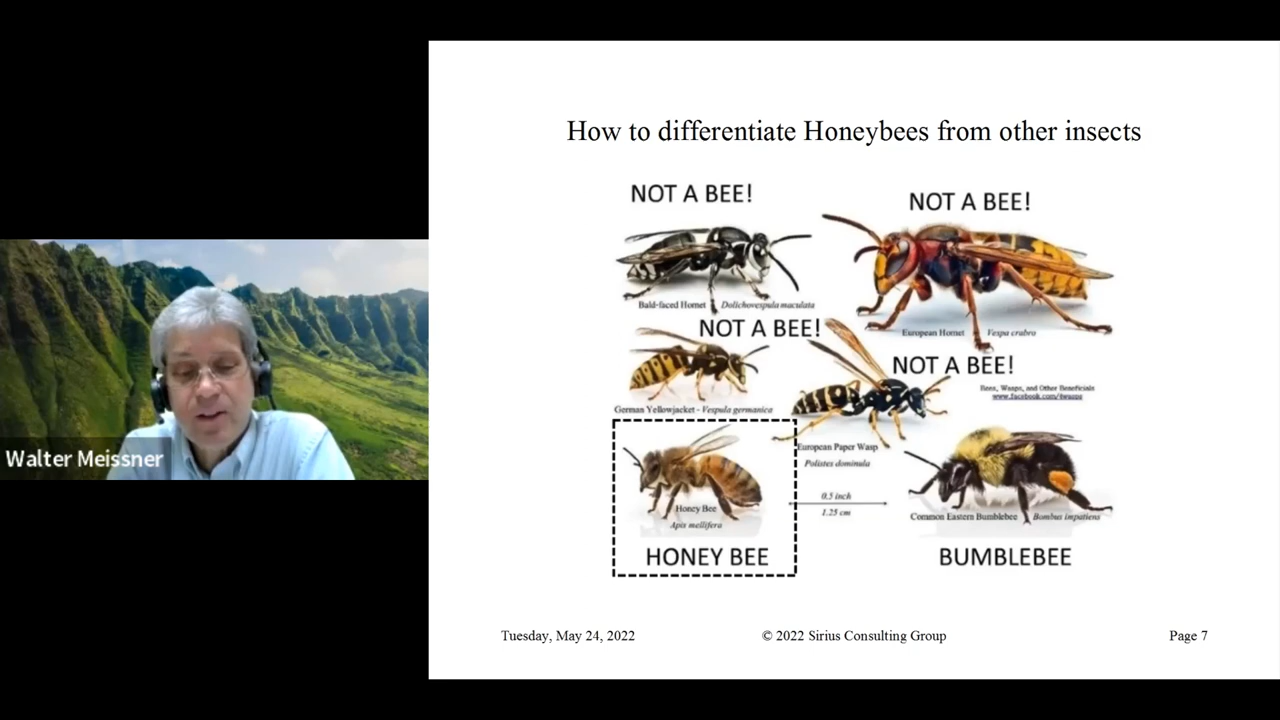 Walter Meissner
How to differentiate Honeybees from other insects
NOT A BEE!
NOT A BEE!
Bald-faced Hornet Dolichovespula maculata
European Hornet Vespa crabro
NOT A BEE!
NOT A BEE!
Bees, Wasps, and Other Beneficials
German Yellowjacket - Vespula germanica
European Paper Wasp
Polistes dominula
0.5 inch
1.25 cm
Honey Bee
Apis mellifera
HONEY BEE
Common Eastern Bumblebee Bombus impatiens
BUMBLEBEE
Tuesday, May 24, 2022
© 2022 Sirius Consulting Group
Page 7